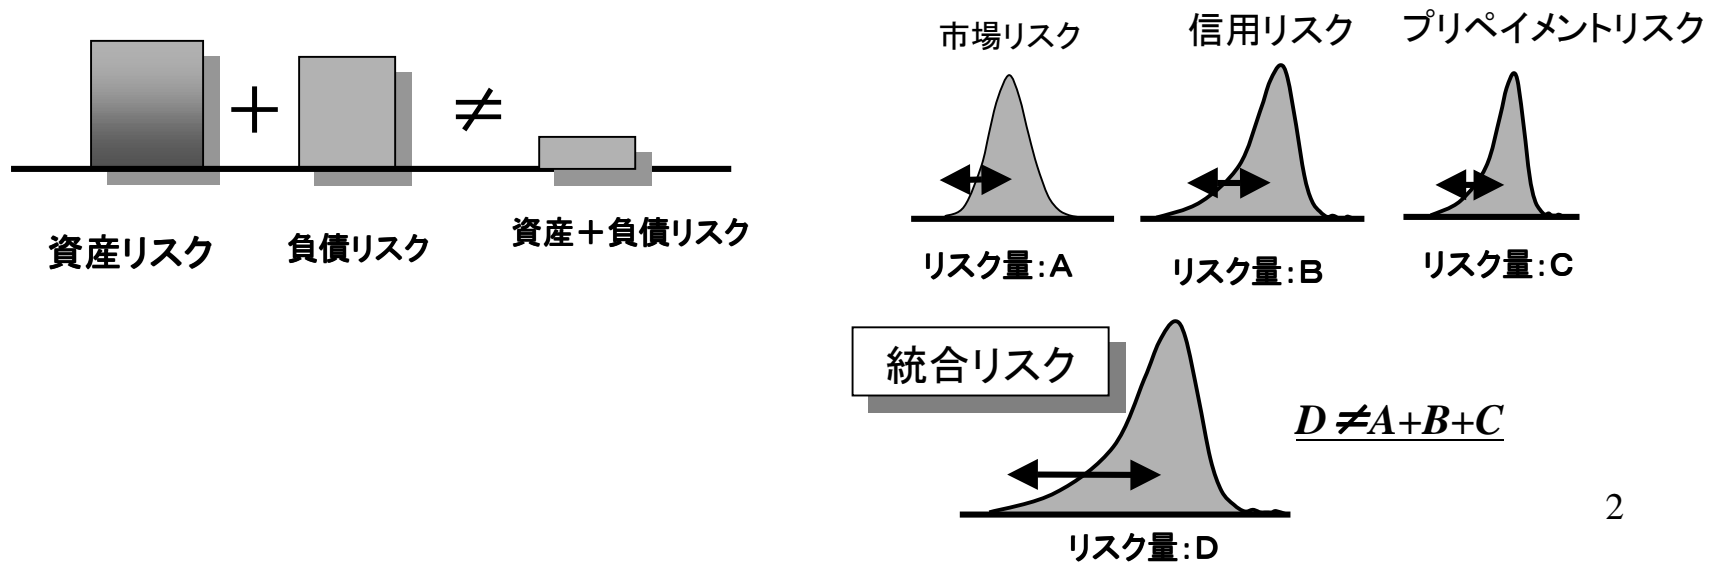 ＋
≠
資産リスク
負債リスク
資産＋負債リスク
市場リスク
信用リスク
プリペイメントリスク
リスク量：A
リスク量：B
リスク量：C
統合リスク
D≠A+B+C
リスク量：D
2